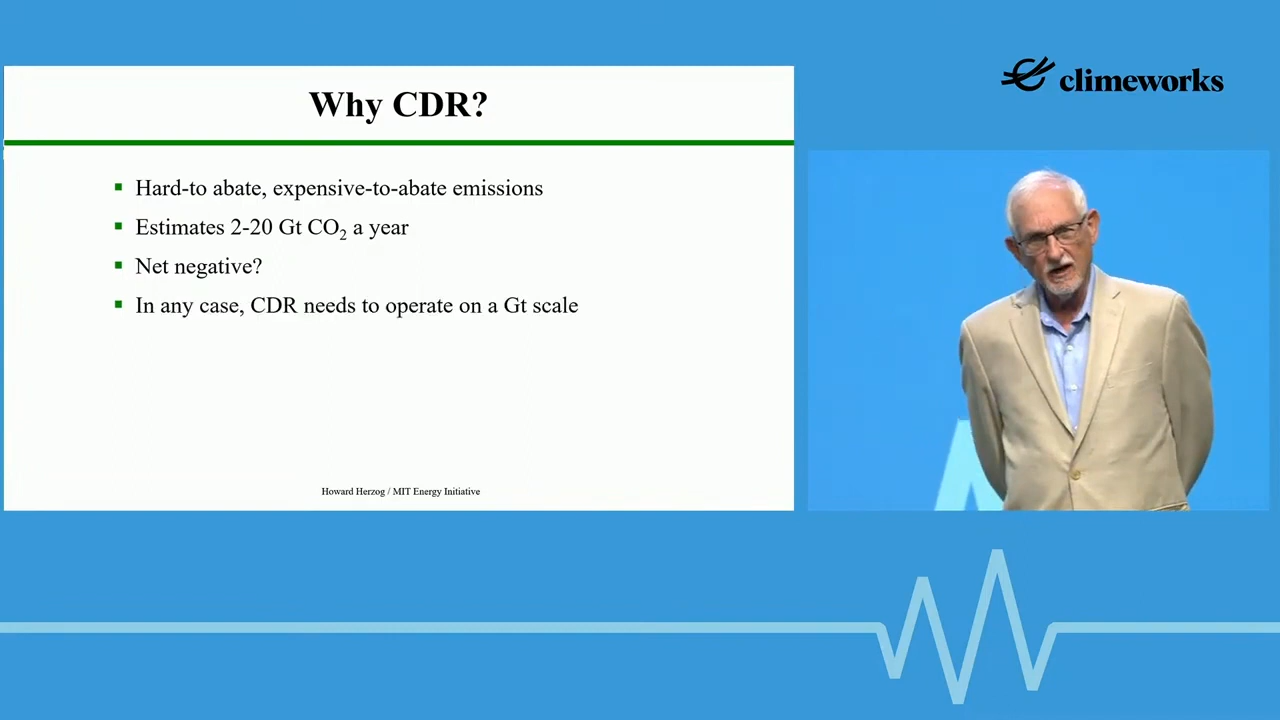 climeworks
Why CDR?
Hard-to abate, expensive-to-abate emissions
Estimates 2-20 Gt CO₂ a year
Net negative?
In any case, CDR needs to operate on a Gt scale
Howard Herzog / MIT Energy Initiative